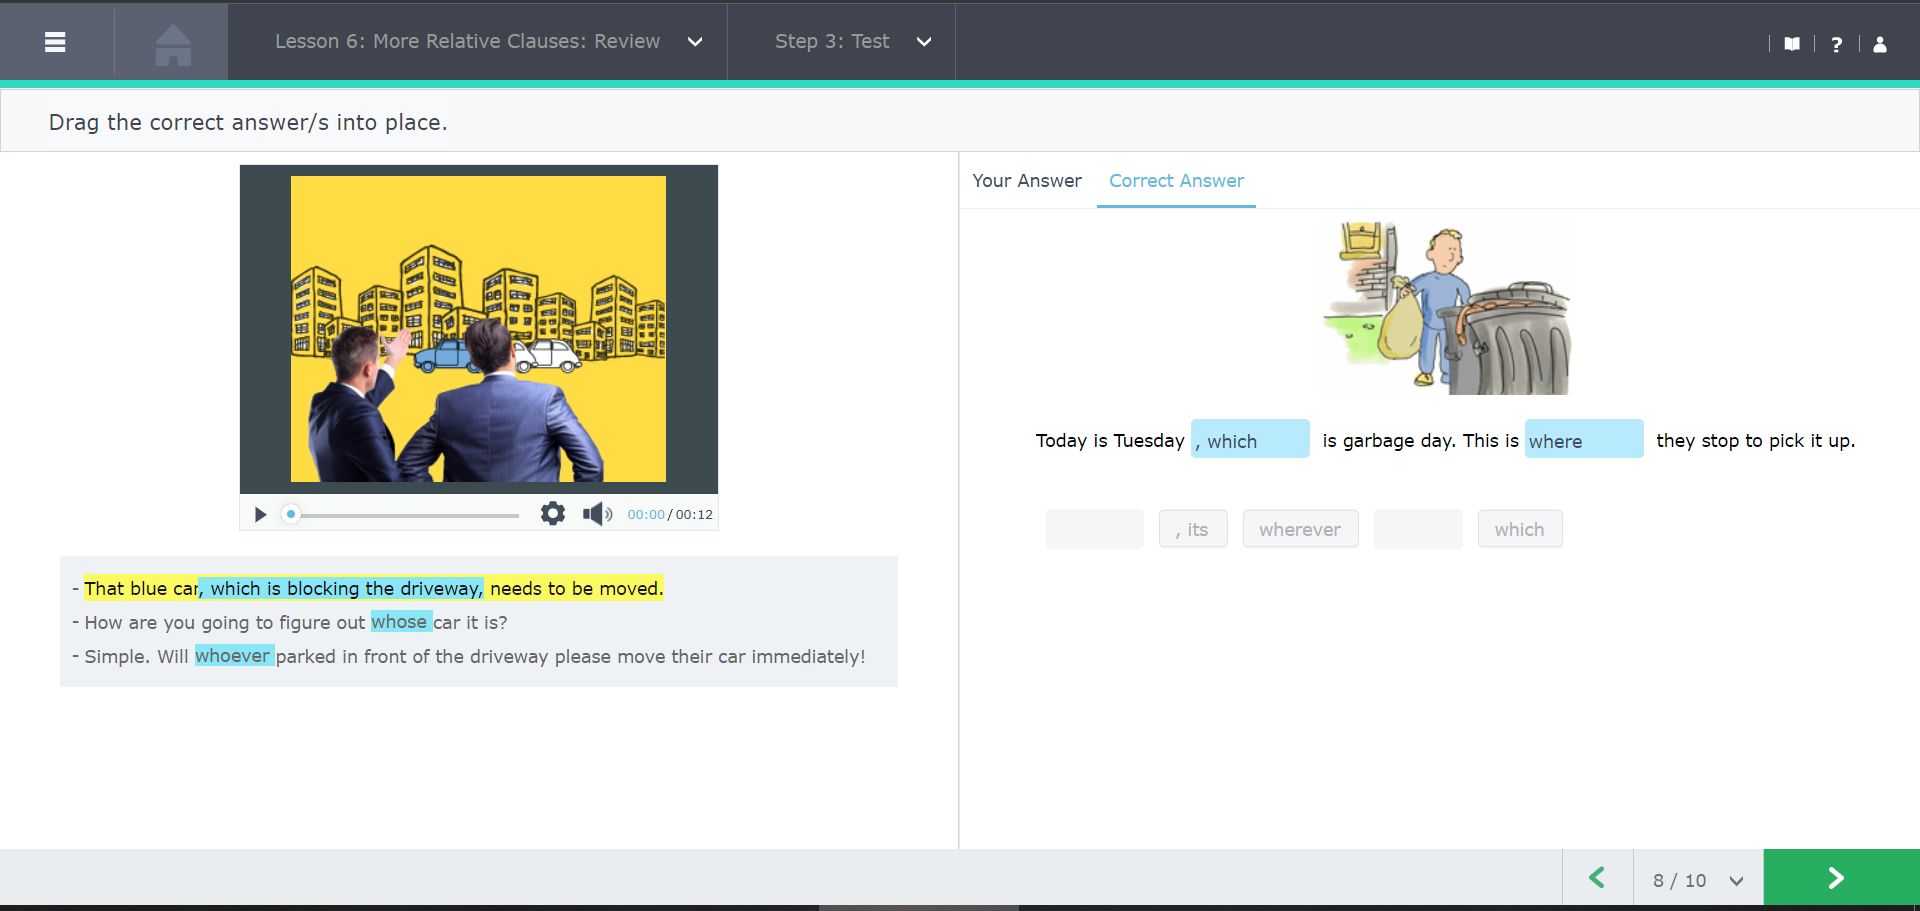 Lesson 6: More Relative Clauses: Review
Step 3: Test
?
Drag the correct answer/s into place.
Your Answer
Correct Answer
00:00 / 00:12
- That blue car, which is blocking the driveway, needs to be moved.
- How are you going to figure out whose car it is?
- Simple. Will whoever parked in front of the driveway please move their car immediately!
Today is Tuesday , which is garbage day. This is where they stop to pick it up.
, its
wherever
which
8 / 10